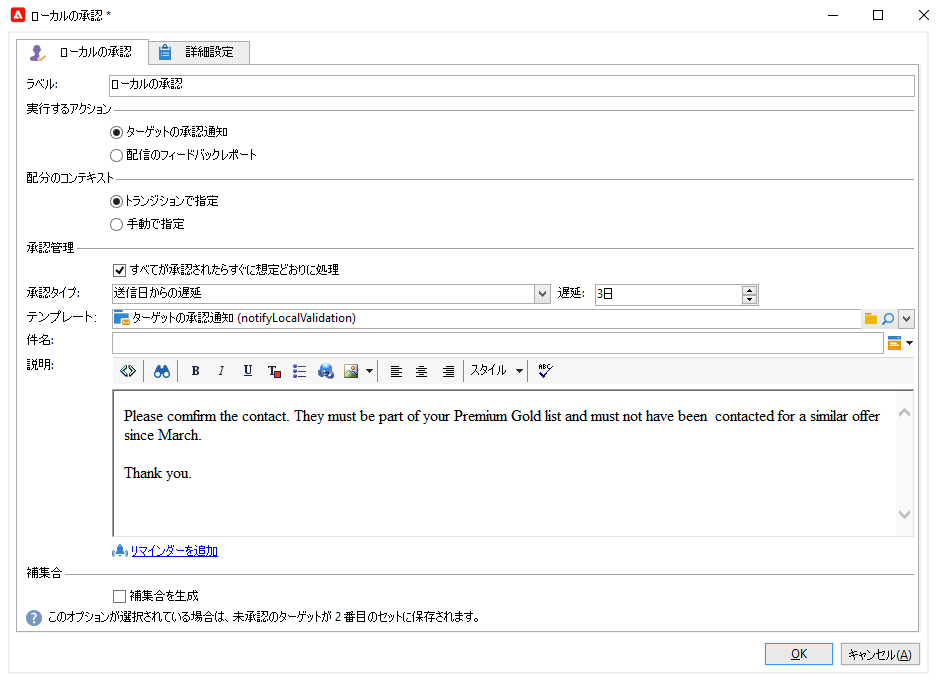 ローカルの承認 *
ローカルの承認 詳細設定
ラベル: ローカルの承認
実行するアクション
ターゲットの承認通知
配信のフィードバックレポート
配分のコンテキスト
トランジションで指定
手動で指定
承認管理
すべてが承認されたらすぐに想定どおりに処理
承認タイプ: 送信日からの遅延 遅延: 3日
テンプレート: ターゲットの承認通知 (notifyLocalValidation)
件名:
説明:
B I U T スタイル ABC
Please comfirm the contact. They must be part of your Premium Gold list and must not have been  contacted for a similar offer
since March.
Thank you.
リマインダーを追加
補集合
補集合を生成
? このオプションが選択されている場合は、未承認のターゲットが 2 番目のセットに保存されます。
OK キャンセル(A)